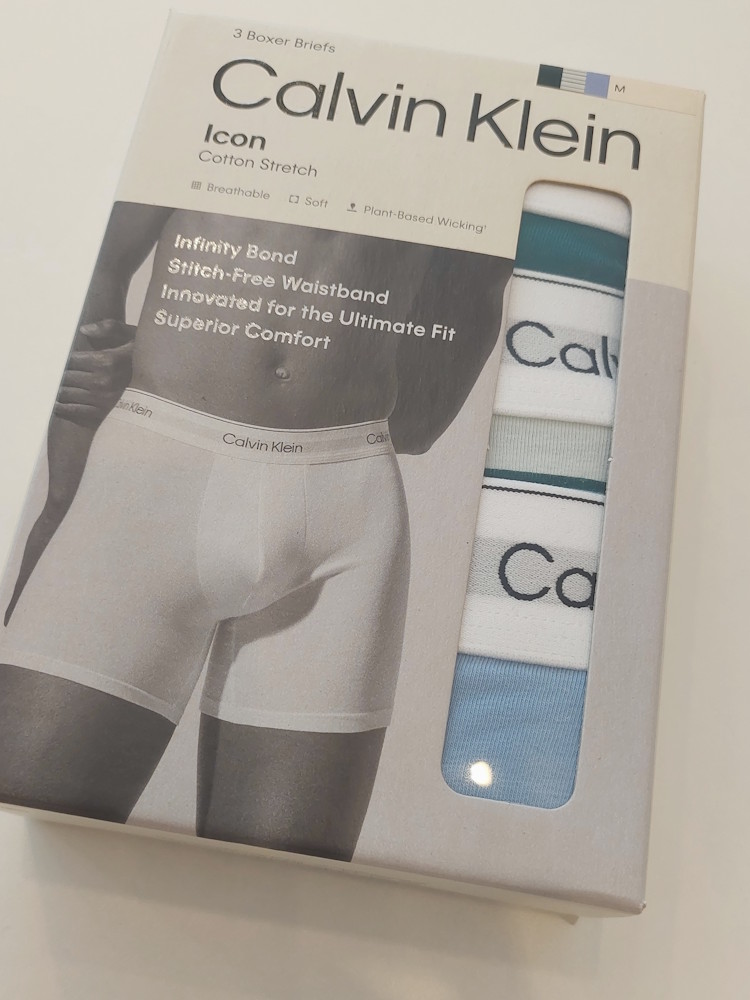 3 Boxer Briefs
M
Calvin Klein
Icon
Cotton Stretch
Breathable Soft Plant-Based Wicking†
Infinity Bond
Stitch-Free Waistband
Innovated for the Ultimate Fit
Superior Comfort
Cal
Klein Calvin Klein Calv
Ca